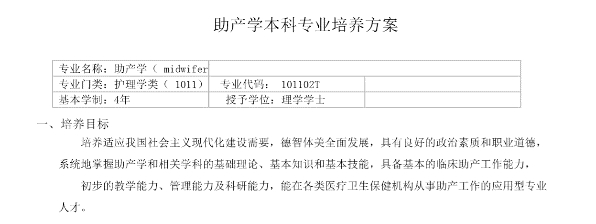 助产学本科专业培养方案
专业名称：助产学（ midwifer
专业门类：护理学类（ 1011） 专业代码： 101102T
基本学制：4年 授予学位：理学学士
一、培养目标
培养适应我国社会主义现代化建设需要，德智体美全面发展，具有良好的政治素质和职业道德，
系统地掌握助产学和相关学科的基础理论、基本知识和基本技能，具备基本的临床助产工作能力，
初步的教学能力、管理能力及科研能力，能在各类医疗卫生保健机构从事助产工作的应用型专业
人才。